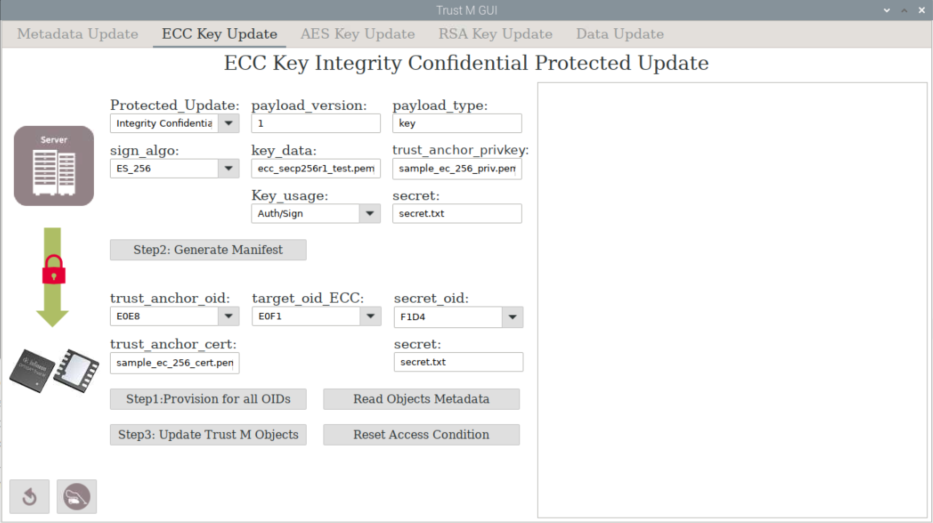 Trust M GUI
Metadata Update ECC Key Update AES Key Update RSA Key Update Data Update
ECC Key Integrity Confidential Protected Update
Protected_Update: payload_version: payload_type:
Integrity Confidentia 1 key
Server
sign_algo: key_data: trust_anchor_privkey:
ES_256 ecc_secp256r1_test.pem sample_ec_256_priv.pem
Key_usage: secret:
Auth/Sign secret.txt
Step2: Generate Manifest
trust_anchor_oid: target_oid_ECC: secret_oid:
E0E8 E0F1 F1D4
trust_anchor_cert: secret:
sample_ec_256_cert.pem secret.txt
Step1:Provision for all OIDs Read Objects Metadata
Step3: Update Trust M Objects Reset Access Condition